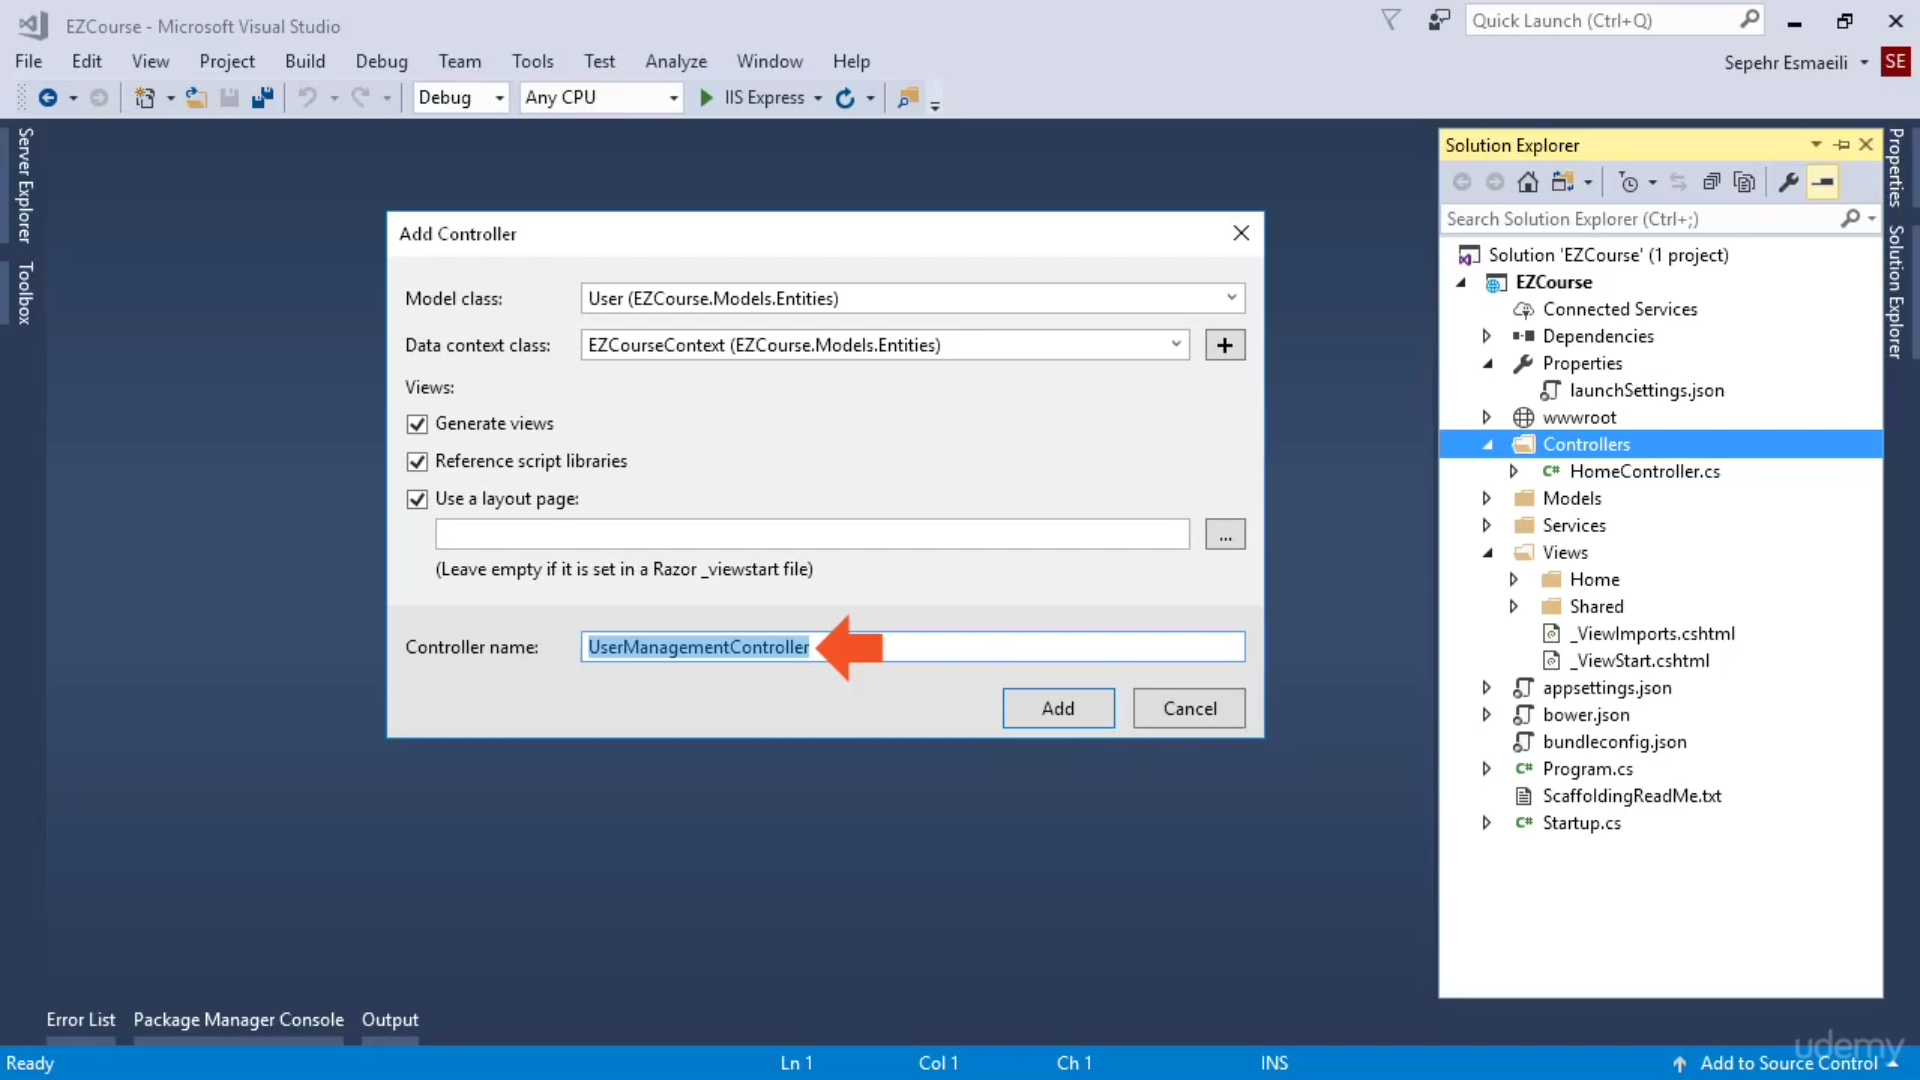 EZCourse - Microsoft Visual Studio
Quick Launch (Ctrl+Q)
File Edit View Project Build Debug Team Tools Test Analyze Window Help
Sepehr Esmaeili SE
Debug Any CPU IIS Express
Server Explorer
Toolbox
Add Controller
Model class: User (EZCourse.Models.Entities)
Data context class: EZCourseContext (EZCourse.Models.Entities)
Views:
Generate views
Reference script libraries
Use a layout page:
...
(Leave empty if it is set in a Razor _viewstart file)
Controller name: UserManagementController
Add Cancel
Solution Explorer
Search Solution Explorer (Ctrl+;)
Solution 'EZCourse' (1 project)
EZCourse
Connected Services
Dependencies
Properties
launchSettings.json
wwwroot
Controllers
C# HomeController.cs
Models
Services
Views
Home
Shared
_ViewImports.cshtml
_ViewStart.cshtml
appsettings.json
bower.json
bundleconfig.json
C# Program.cs
ScaffoldingReadMe.txt
C# Startup.cs
Properties
Solution Explorer
Error List Package Manager Console Output
udemy
Ready Ln 1 Col 1 Ch 1 INS Add to Source Control